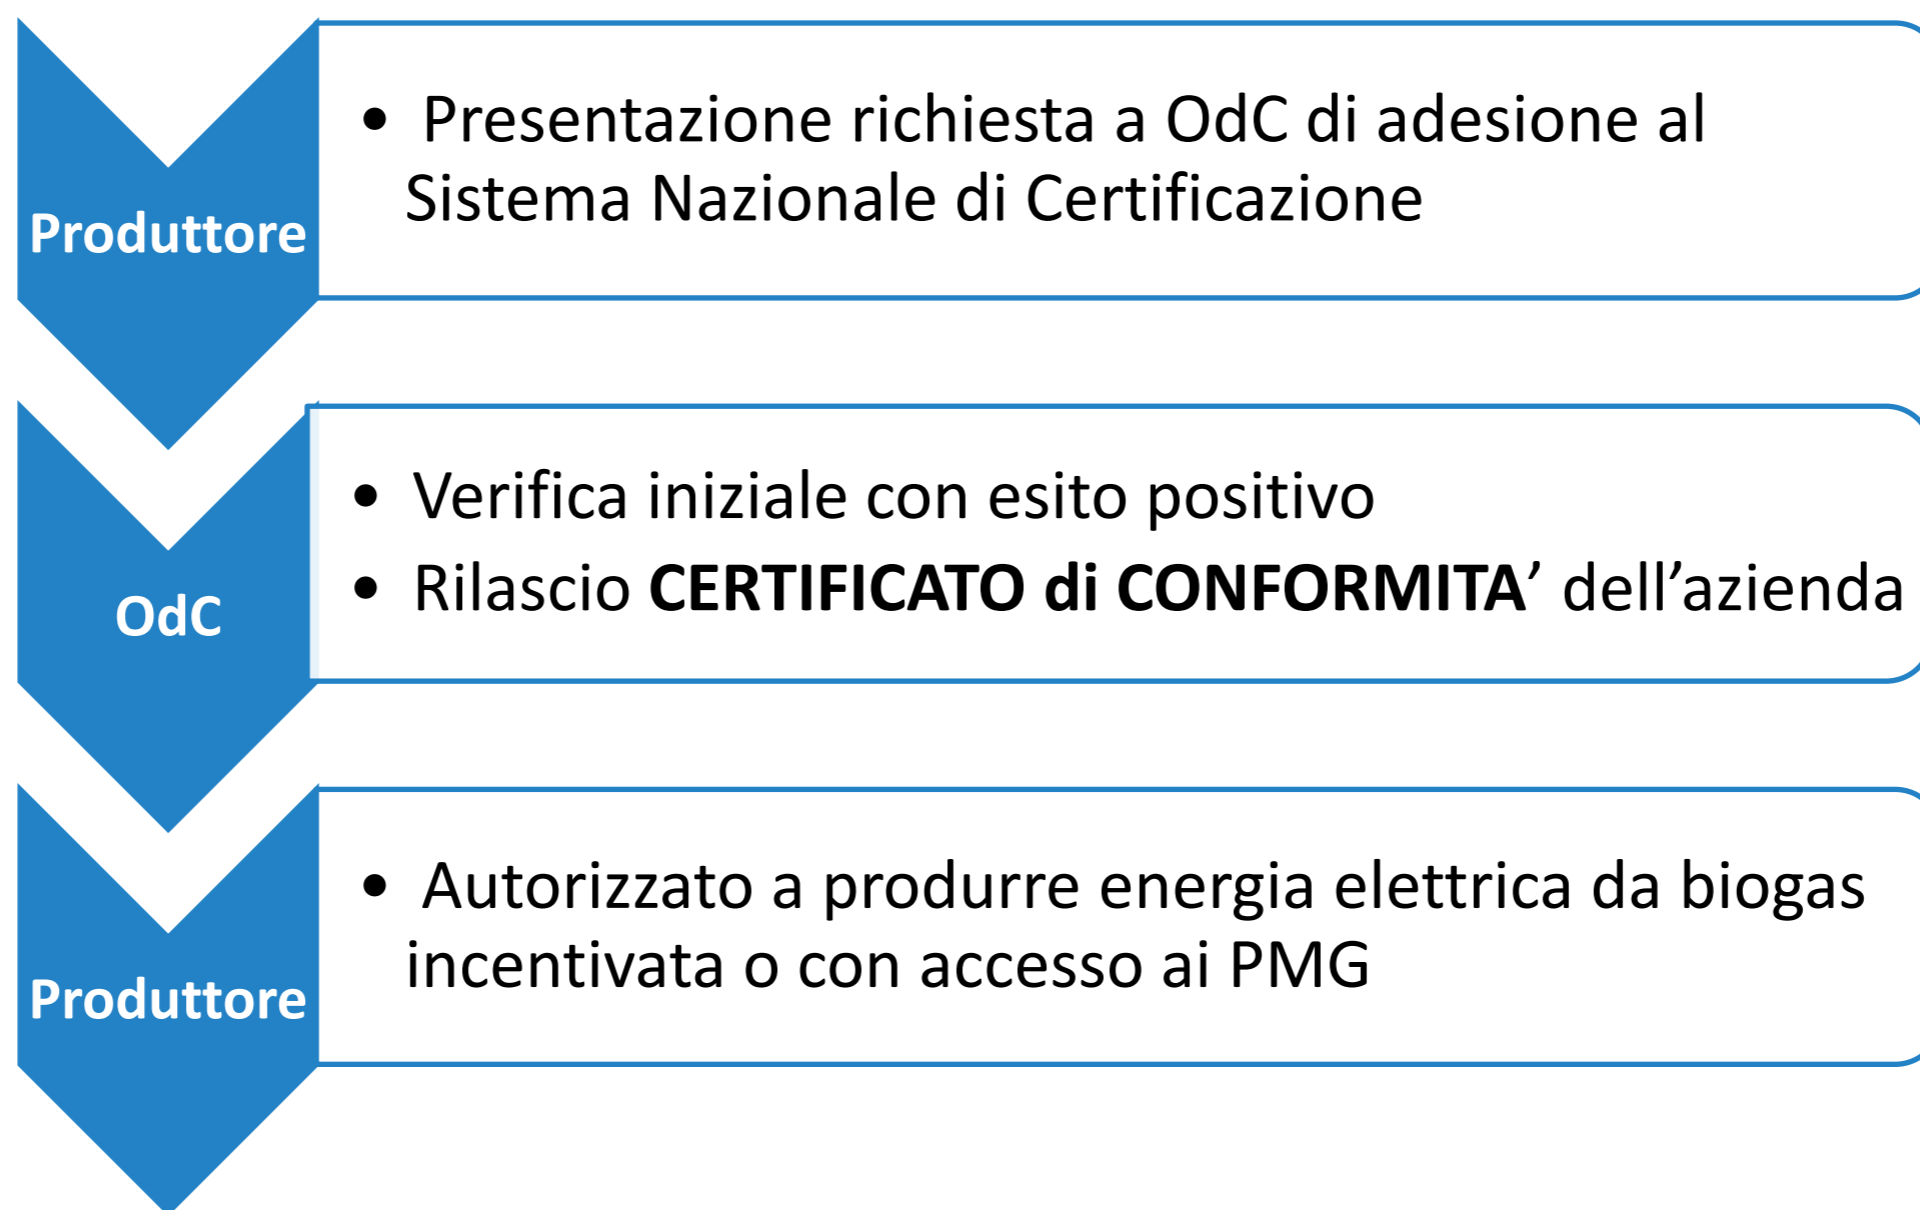 Produttore
• Presentazione richiesta a OdC di adesione al
Sistema Nazionale di Certificazione
OdC
• Verifica iniziale con esito positivo
• Rilascio CERTIFICATO di CONFORMITA’ dell’azienda
Produttore
• Autorizzato a produrre energia elettrica da biogas
incentivata o con accesso ai PMG